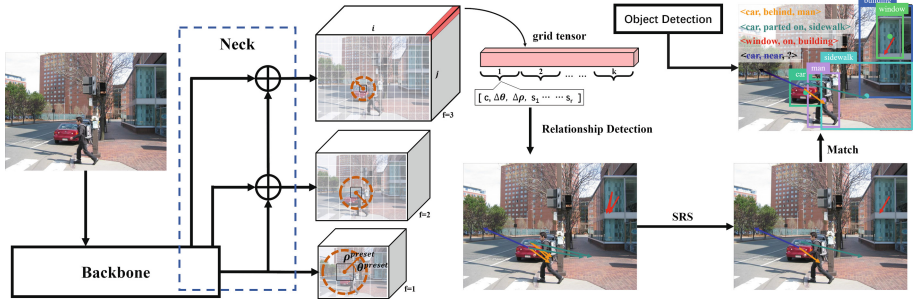 Neck
Backbone
i
j
f=3
f=2
ρ^preset
θ^preset
f=1
grid tensor
1 2 ... ... k
[ c, Δθ, Δρ, s₁ ⋯ ⋯ sᵣ ]
Relationship Detection
SRS
Match
Object Detection
building
window
<car, behind, man>
<car, parted on, sidewalk>
<window, on, building>
<car, near, ?>
sidewalk
man
car